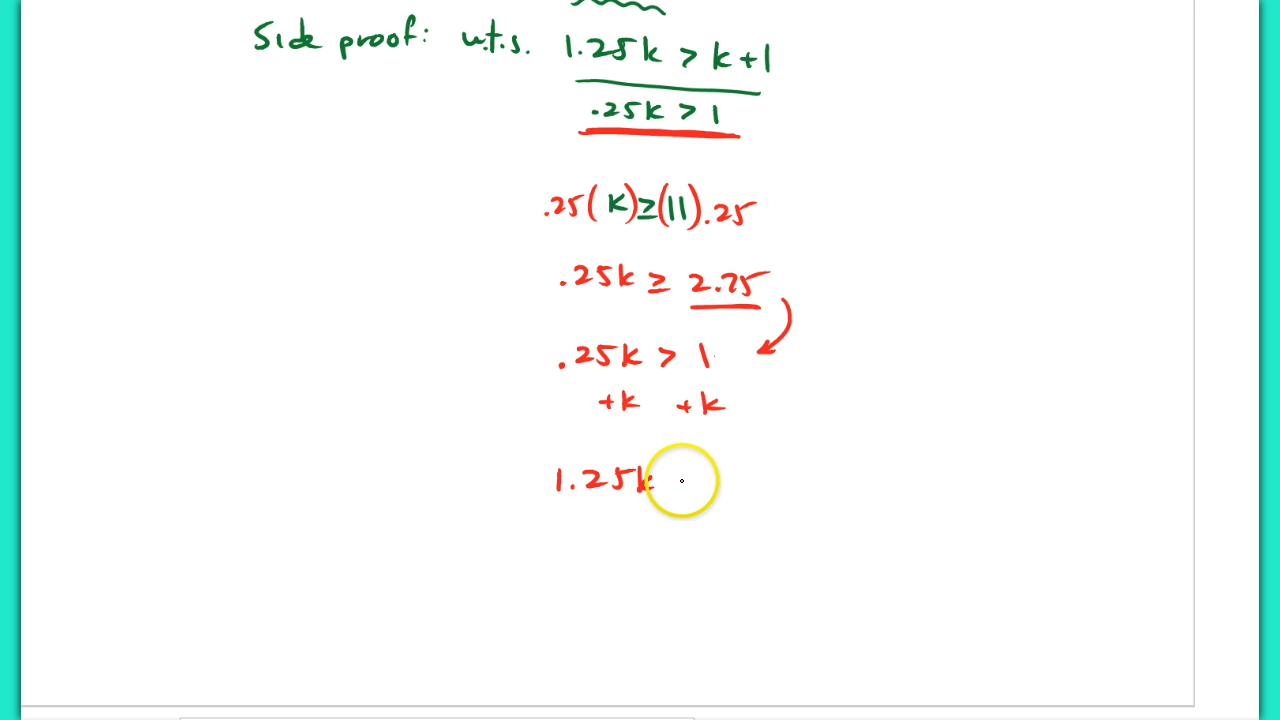 Side proof: w.t.s. 1.25k > k+1
.25k > 1
.25(k)≥(11).25
.25k ≥ 2.75
.25k > 1
+k +k
1.25k